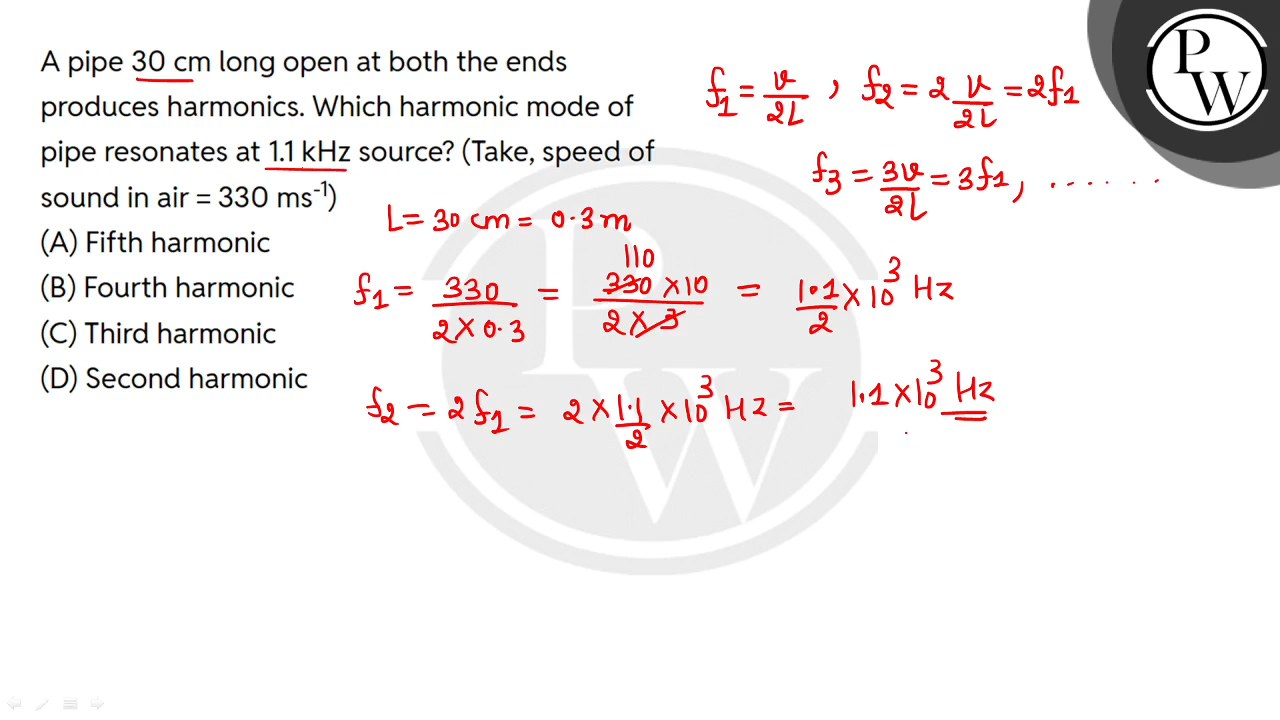 A pipe 30 cm long open at both the ends
produces harmonics. Which harmonic mode of
pipe resonates at 1.1 kHz source? (Take, speed of
sound in air = 330 ms⁻¹)
(A) Fifth harmonic
(B) Fourth harmonic
(C) Third harmonic
(D) Second harmonic
f₁ = v/2L , f₂ = 2 v/2L = 2f₁
f₃ = 3v/2L = 3f₁, .......
L = 30 cm = 0.3 m
f₁ = 330/(2 × 0.3) = 110 330 × 10/(2 × 3) = 1.1/2 × 10³ Hz
f₂ = 2f₁ = 2 × 1.1/2 × 10³ Hz = 1.1 × 10³ Hz
P
W
P
W